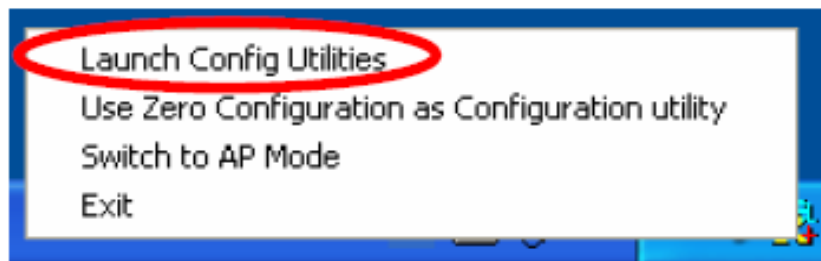 Launch Config Utilities
Use Zero Configuration as Configuration utility
Switch to AP Mode
Exit